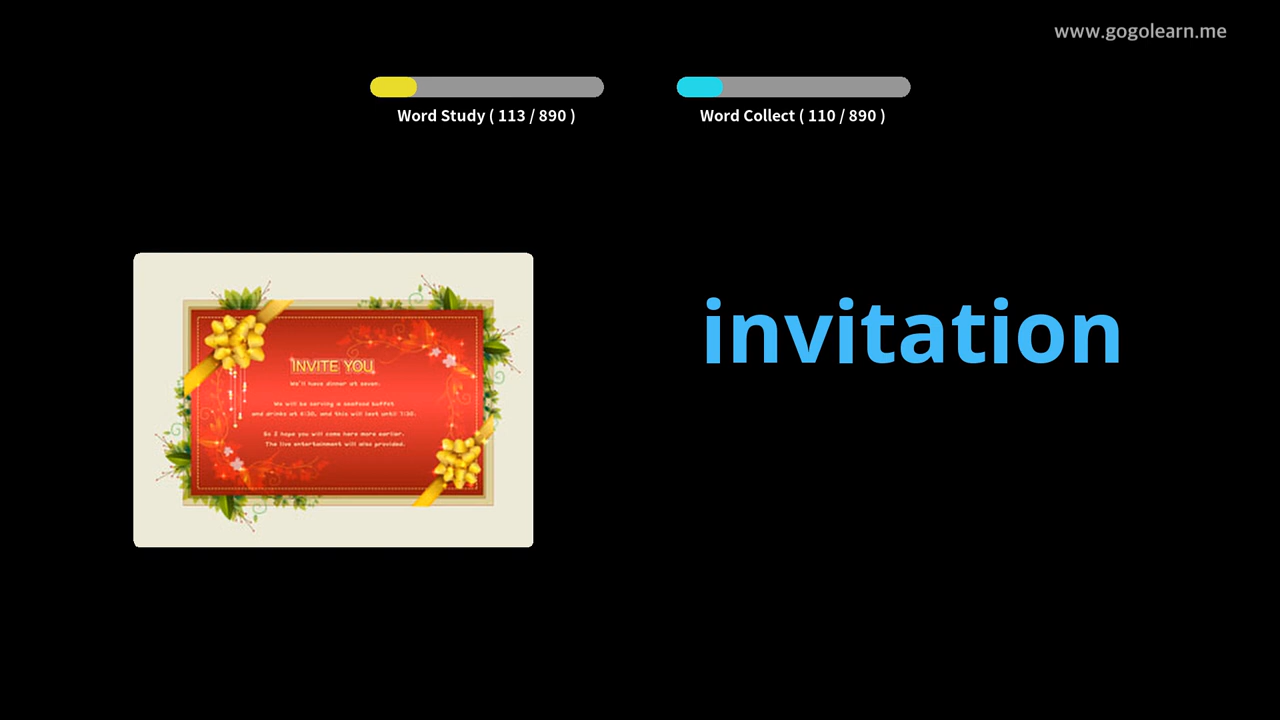 www.gogolearn.me
Word Study ( 113 / 890 )
Word Collect ( 110 / 890 )
invitation
INVITE YOU
We'll have dinner at seven.
We will be serving a seafood buffet
and drinks at 6:30, and this will last until 7:30.
So I hope you will come here more earlier.
The live entertainment will also provided.